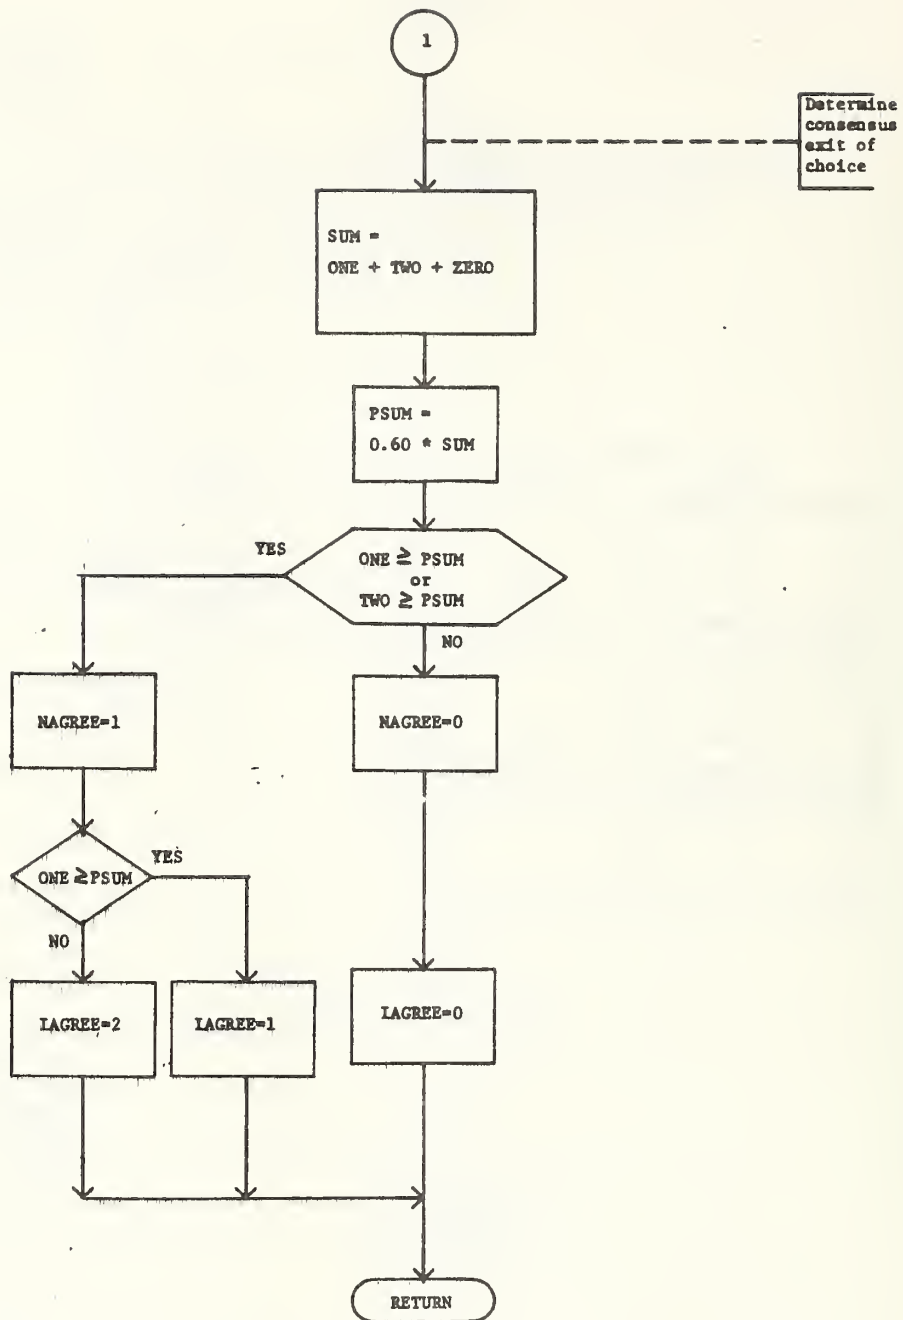 1
Determine
consensus
exit of
choice
SUM =
ONE + TWO + ZERO
PSUM =
0.60 * SUM
YES
ONE ≥ PSUM
or
TWO ≥ PSUM
NO
NAGREE=1
NAGREE=0
ONE ≥PSUM
YES
NO
IAGREE=2
IAGREE=1
IAGREE=0
RETURN